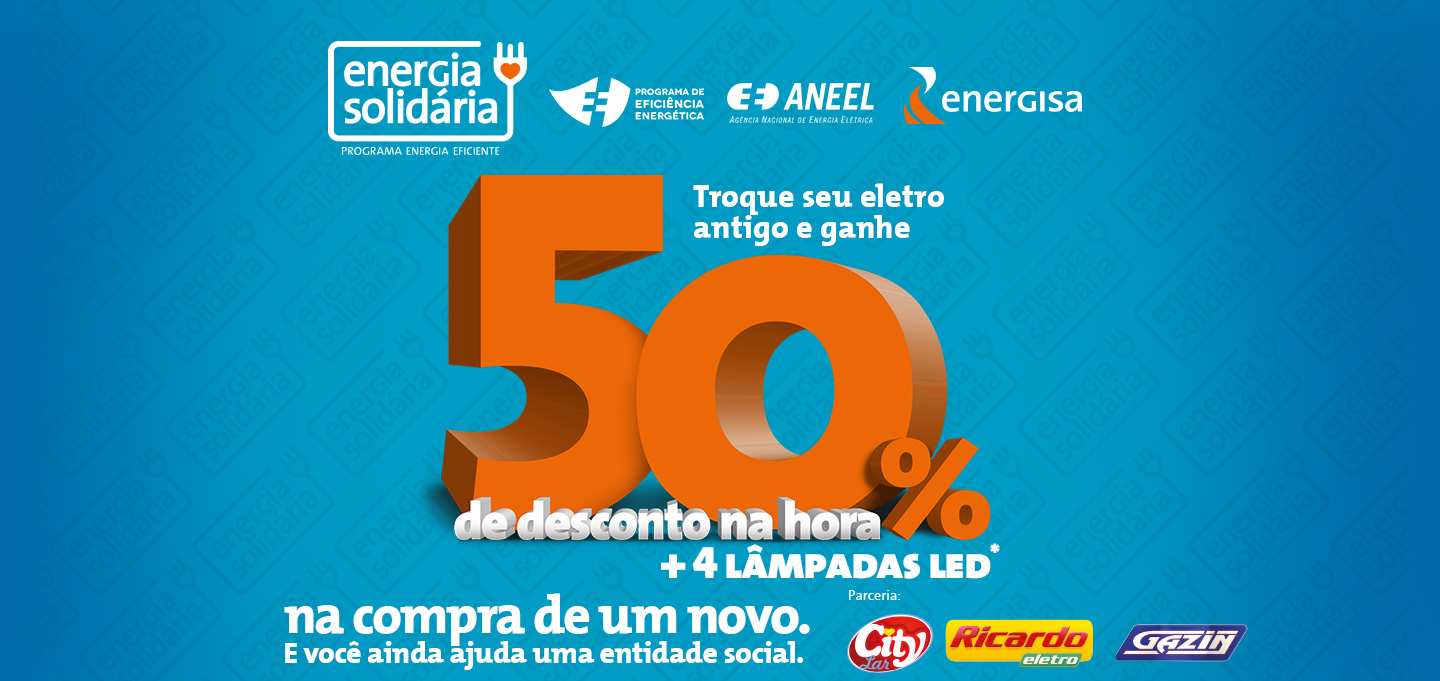 energia
solidária
PROGRAMA ENERGIA EFICIENTE
PROGRAMA DE
EFICIÊNCIA
ENERGÉTICA
ANEEL
AGÊNCIA NACIONAL DE ENERGIA ELÉTRICA
energisa
Troque seu eletro
antigo e ganhe
50%
de desconto na hora
+ 4 LÂMPADAS LED*
na compra de um novo.
E você ainda ajuda uma entidade social.
Parceria:
City
Lar
Ricardo
eletro
GAZIN